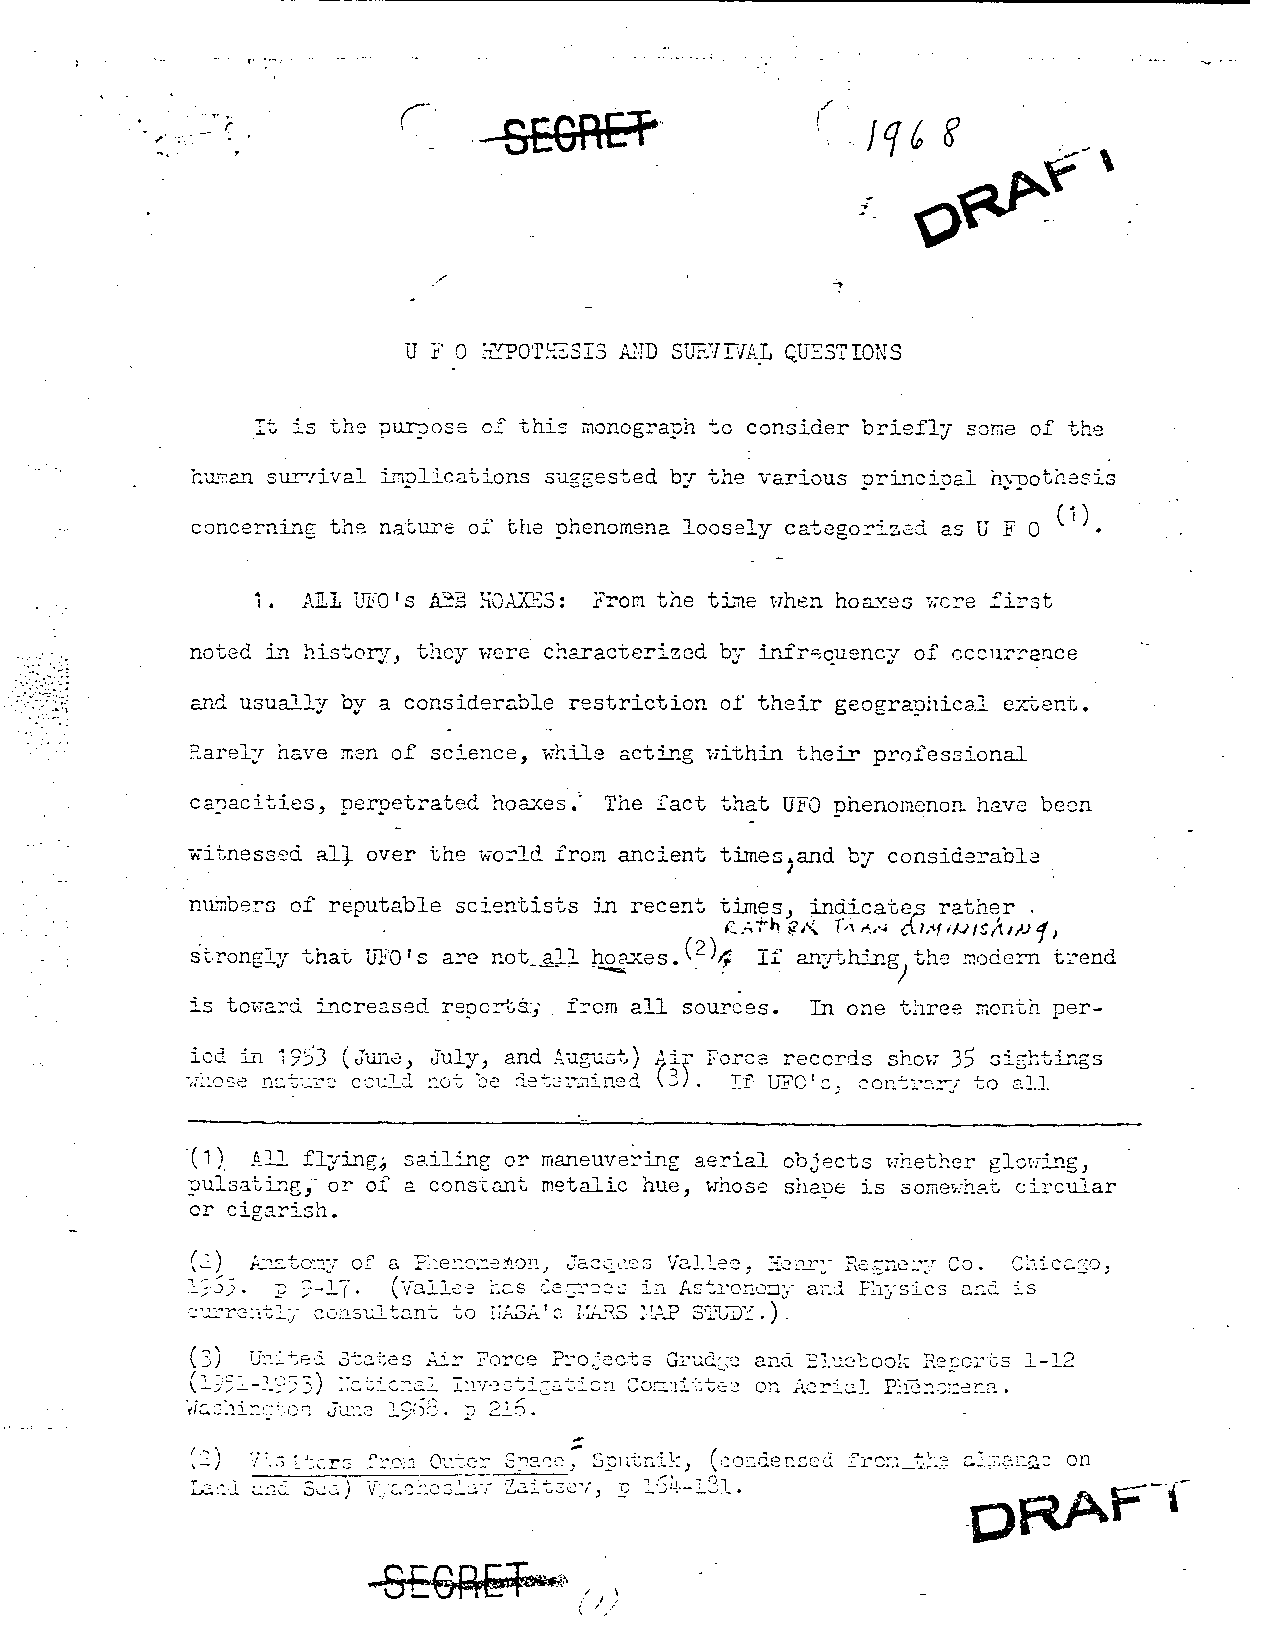 SECRET
1968
DRAFT
U F O HYPOTHESIS AND SURVIVAL QUESTIONS
It is the purpose of this monograph to consider briefly some of the
human survival implications suggested by the various principal hypothesis
concerning the nature of the phenomena loosely categorized as U F O (1).
1. ALL UFO's ARE HOAXES: From the time when hoaxes were first
noted in history, they were characterized by infrequency of occurrence
and usually by a considerable restriction of their geographical extent.
Rarely have men of science, while acting within their professional
capacities, perpetrated hoaxes. The fact that UFO phenomenon have been
witnessed all over the world from ancient times, and by considerable
numbers of reputable scientists in recent times, indicates rather
RATHER THAN DIMINISHING,
strongly that UFO's are not all hoaxes.(2) If anything, the modern trend
is toward increased reports, from all sources. In one three month per-
iod in 1953 (June, July, and August) Air Force records show 35 sightings
whose nature could not be determined (3). If UFO's, contrary to all
(1) All flying, sailing or maneuvering aerial objects whether glowing,
pulsating, or of a constant metalic hue, whose shape is somewhat circular
or cigarish.
(2) Anatomy of a Phenomenon, Jacques Vallee, Henry Regnery Co. Chicago,
p 9-17. (Vallee has degrees in Astronomy and Physics and is
currently consultant to NASA's MARS MAP STUDY.)
(3) United States Air Force Projects Grudge and Bluebook Reports 1-12
(1951-1953) National Investigation Committee on Aerial Phenomena.
Washington June 1968. p 216.
(2) Visitors from Outer Space, Sputnik, (condensed from the almanac on
Land and Sea) Vyacheslav Zaitsev, p 164-181.
DRAFT
SECRET
(1)